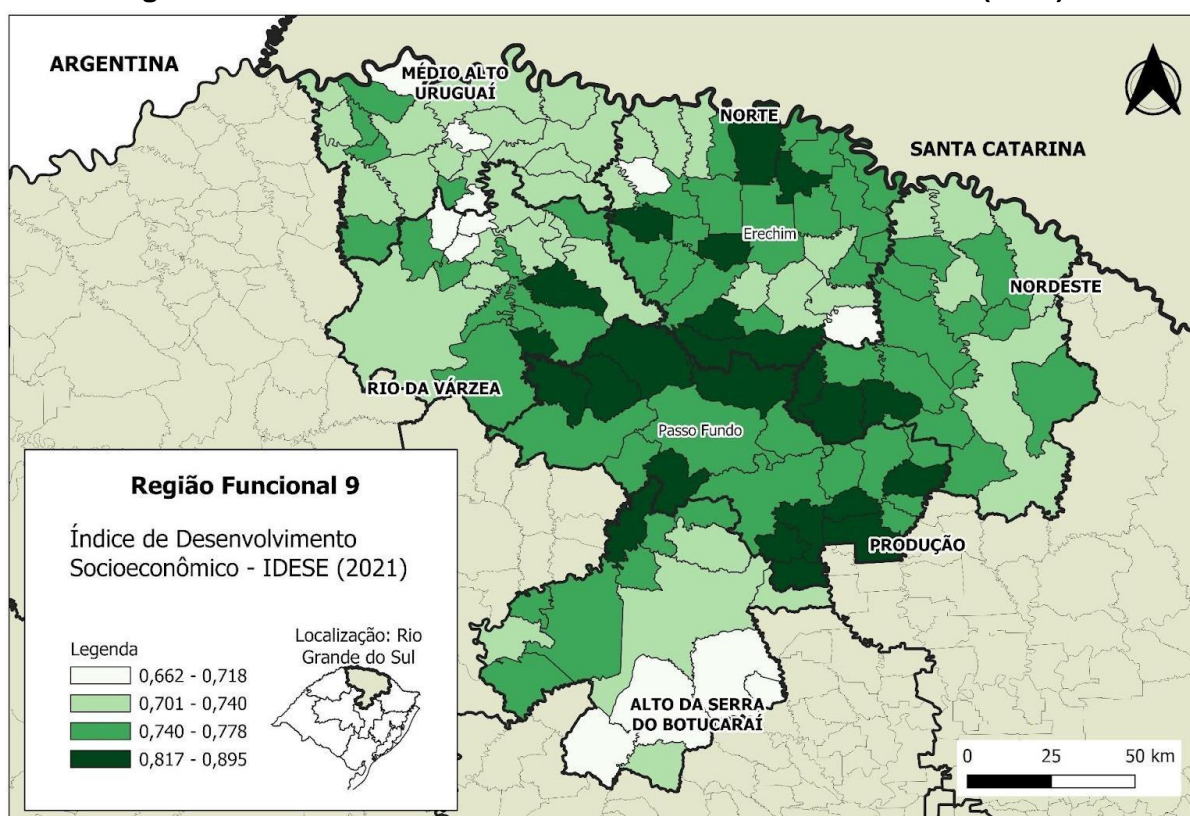 ARGENTINA
MÉDIO ALTO
URUGUAÍ
NORTE
SANTA CATARINA
Erechim
NORDESTE
RIO DA VÁRZEA
Passo Fundo
PRODUÇÃO
ALTO DA SERRA
DO BOTUCARAÍ
Região Funcional 9
Índice de Desenvolvimento
Socioeconômico - IDESE (2021)
Legenda
0,662 - 0,718
0,701 - 0,740
0,740 - 0,778
0,817 - 0,895
Localização: Rio
Grande do Sul
0 25 50 km